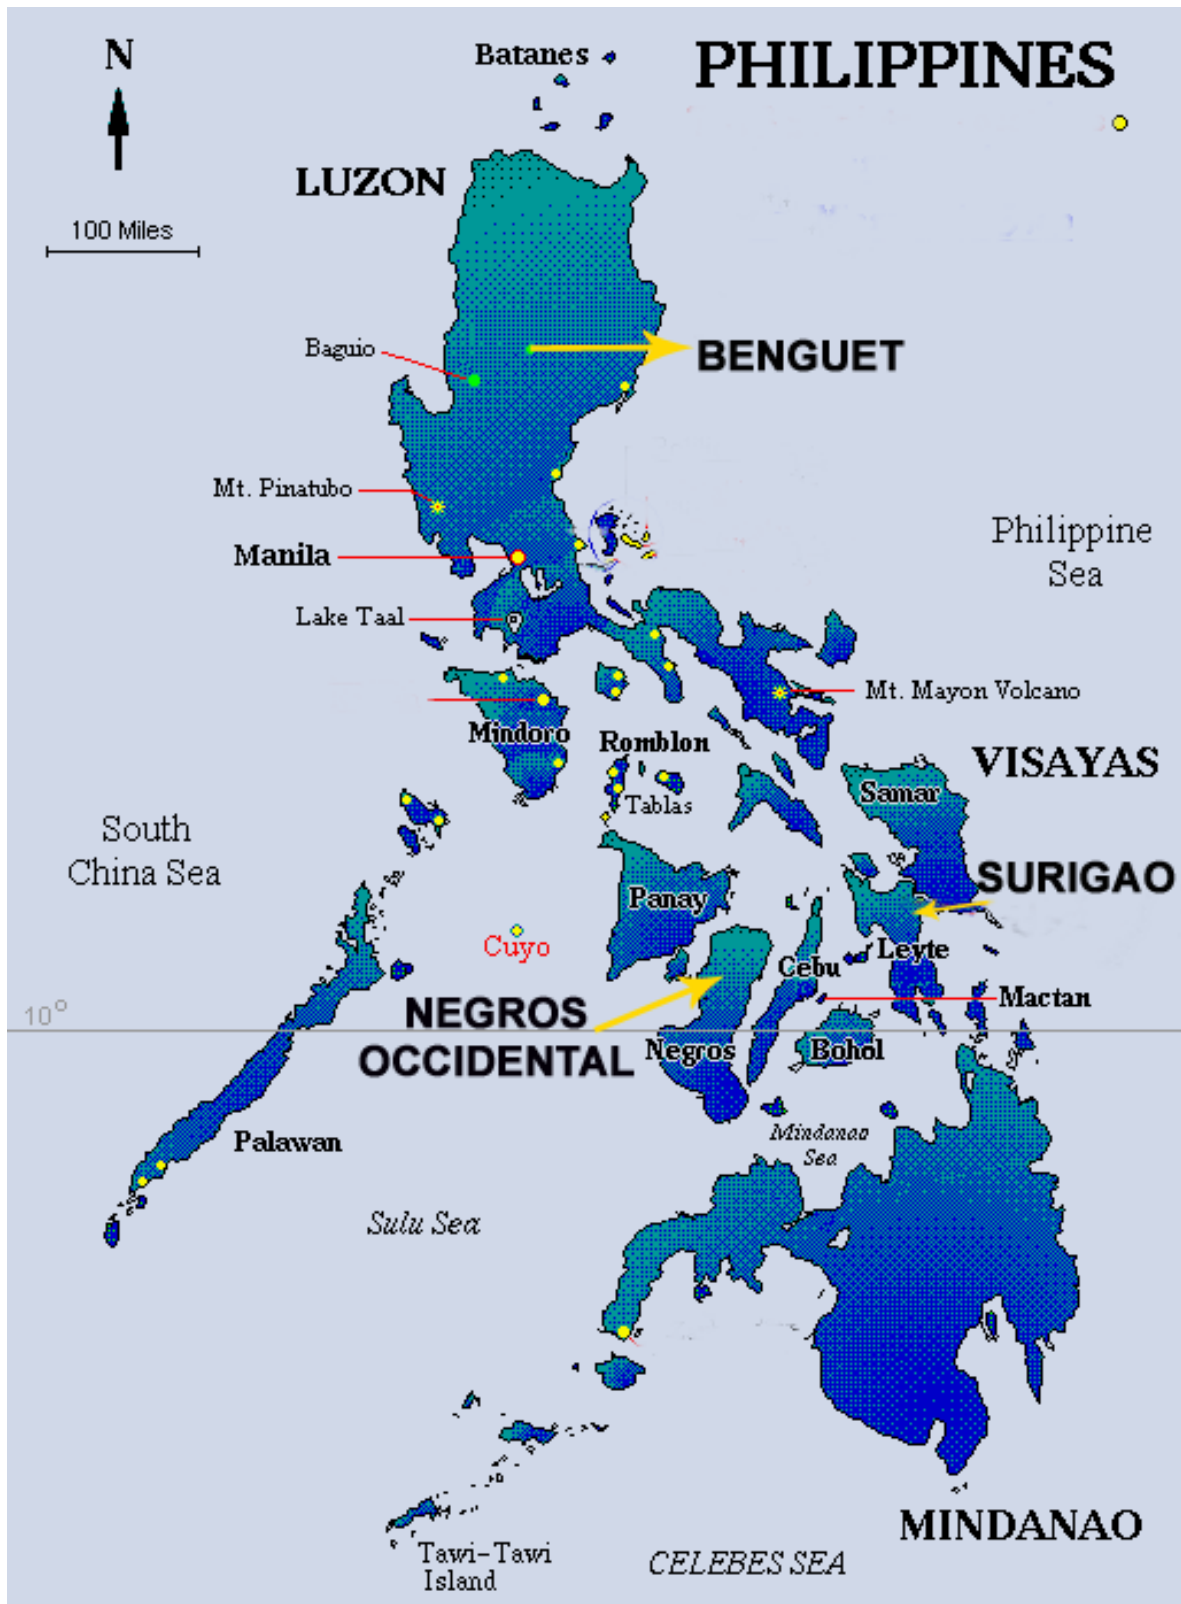 N
Batanes
PHILIPPINES
LUZON
100 Miles
Baguio
BENGUET
Mt. Pinatubo
Manila
Philippine
Sea
Lake Taal
Mt. Mayon Volcano
Mindoro
Romblon
VISAYAS
Samar
Tablas
South
China Sea
SURIGAO
Panay
Cuyo
Leyte
Cebu
Mactan
NEGROS
OCCIDENTAL
10°
Negros
Bohol
Palawan
Mindanao
Sea
Sulu Sea
MINDANAO
Tawi-Tawi
Island
CELEBES SEA